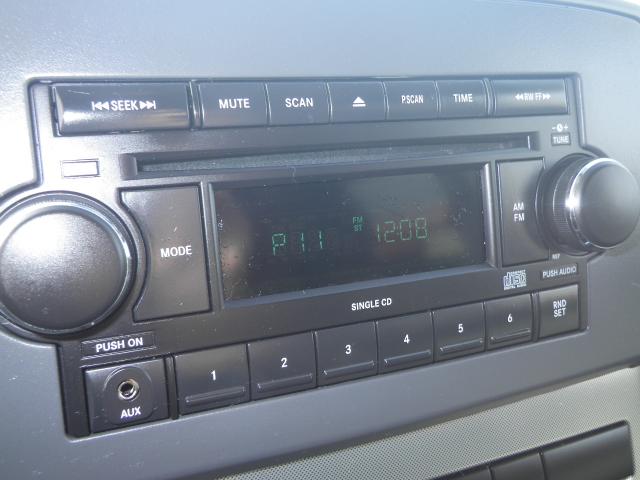 SEEK
MUTE
SCAN
P.SCAN
TIME
RW FF
TUNE
MODE
P11
FM
ST
1208
AM
FM
SINGLE CD
PUSH AUDIO
PUSH ON
AUX
1
2
3
4
5
6
RND
SET